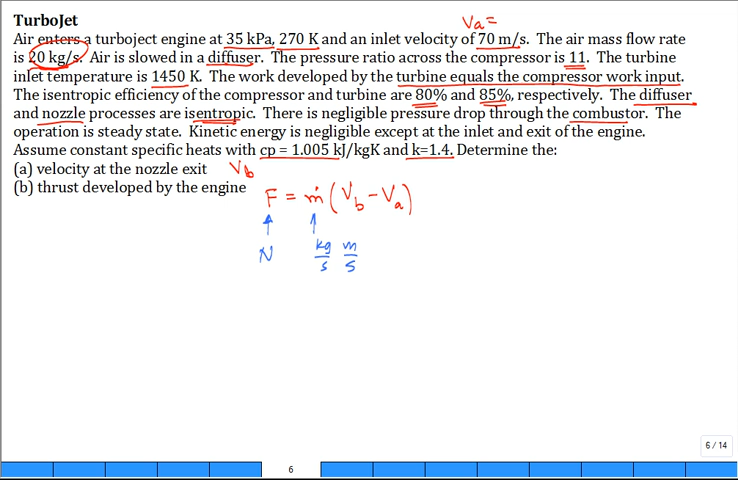 Va =
TurboJet
Air enters a turboject engine at 35 kPa, 270 K and an inlet velocity of 70 m/s. The air mass flow rate
is 20 kg/s. Air is slowed in a diffuser. The pressure ratio across the compressor is 11. The turbine
inlet temperature is 1450 K. The work developed by the turbine equals the compressor work input.
The isentropic efficiency of the compressor and turbine are 80% and 85%, respectively. The diffuser
and nozzle processes are isentropic. There is negligible pressure drop through the combustor. The
operation is steady state. Kinetic energy is negligible except at the inlet and exit of the engine.
Assume constant specific heats with cp = 1.005 kJ/kgK and k=1.4. Determine the:
(a) velocity at the nozzle exit Vb
(b) thrust developed by the engine
F = ṁ (Vb - Va)
N kg/s m/s
6 / 14
6